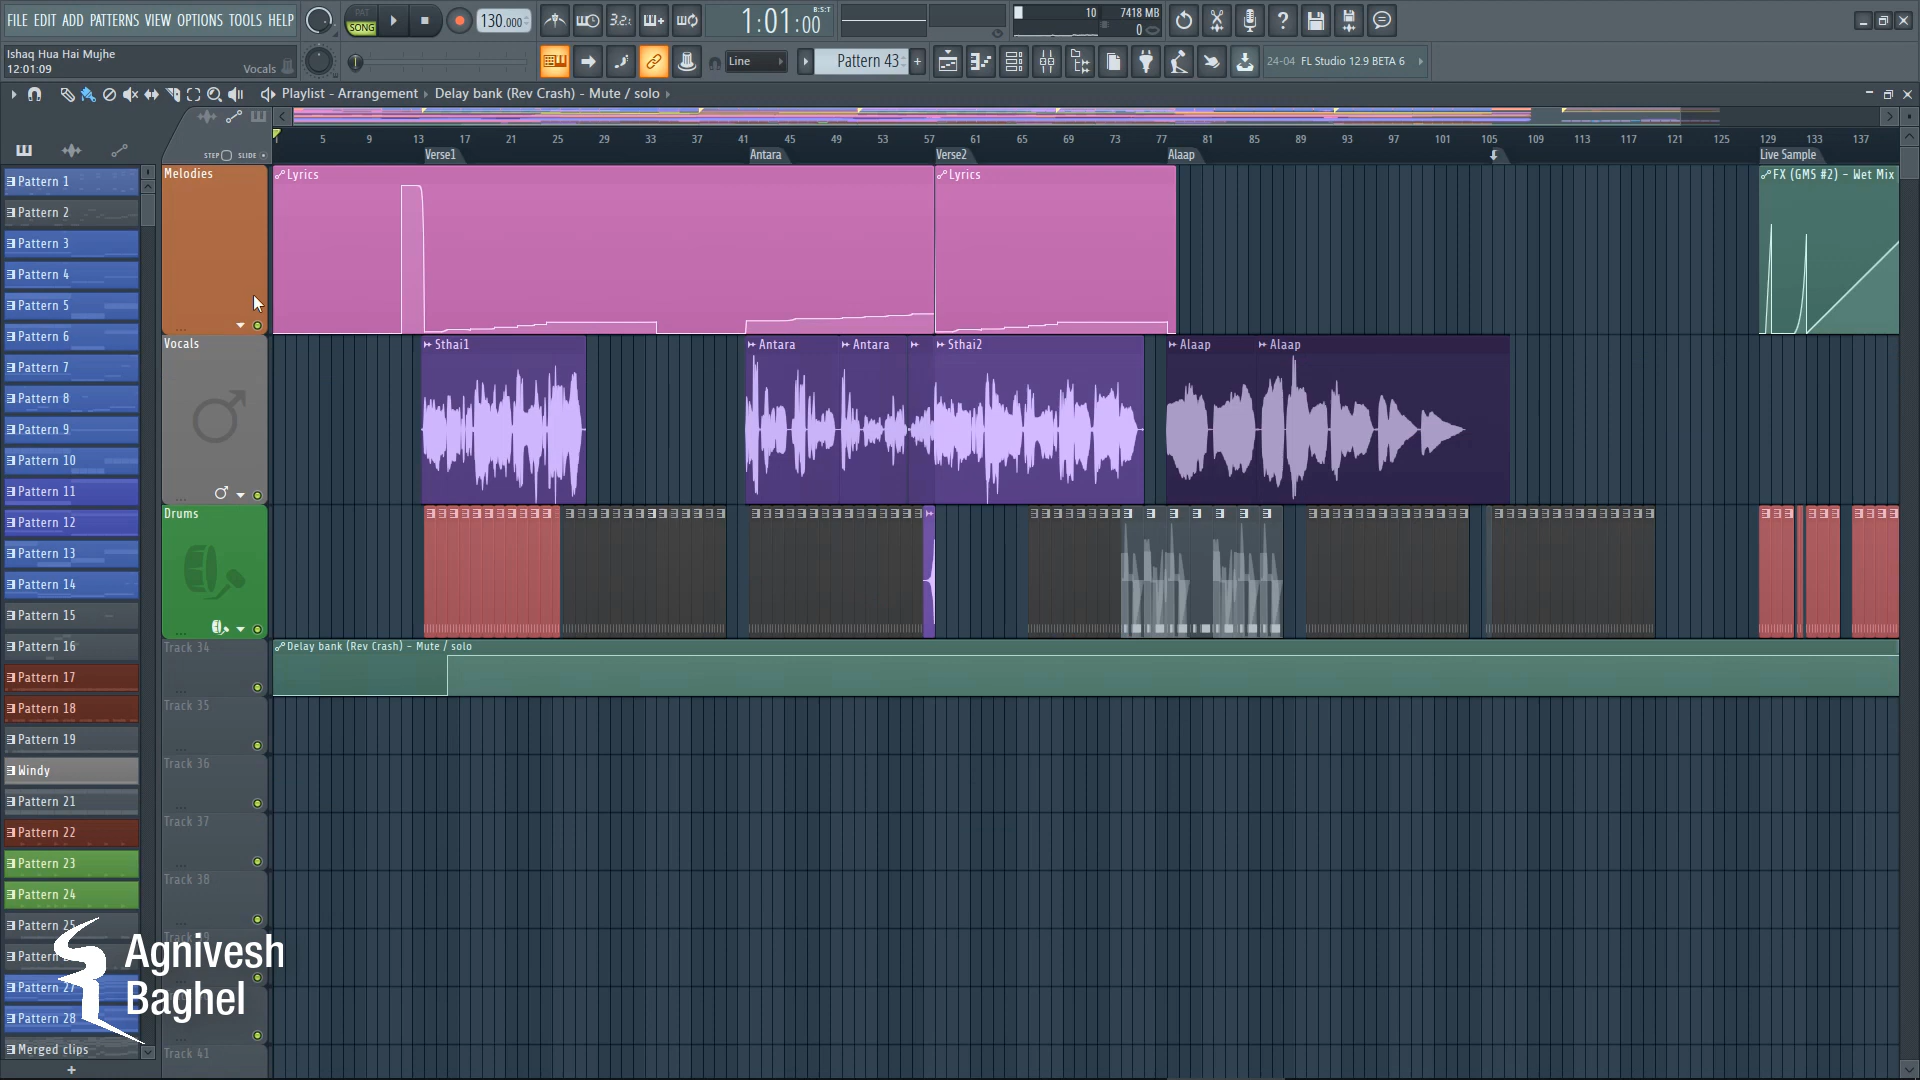 FILE EDIT ADD PATTERNS VIEW OPTIONS TOOLS HELP
PAT
SONG
130.000
3.2
1:01:00
B:S:T
10
7418 MB
0
Ishaq Hua Hai Mujhe
12:01:09
Vocals
Line
Pattern 43
24-04 FL Studio 12.9 BETA 6
Playlist - Arrangement
Delay bank (Rev Crash) - Mute / solo
STEP
SLIDE
1 5 9 13 17 21 25 29 33 37 41 45 49 53 57 61 65 69 73 77 81 85 89 93 97 101 105 109 113 117 121 125 129 133 137
Verse1
Antara
Verse2
Alaap
Live Sample
Pattern 1
Pattern 2
Pattern 3
Pattern 4
Pattern 5
Pattern 6
Pattern 7
Pattern 8
Pattern 9
Pattern 10
Pattern 11
Pattern 12
Pattern 13
Pattern 14
Pattern 15
Pattern 16
Pattern 17
Pattern 18
Pattern 19
Windy
Pattern 21
Pattern 22
Pattern 23
Pattern 24
Pattern 25
Pattern 27
Pattern 28
Merged clips
Melodies
Lyrics
Lyrics
FX (GMS #2) - Wet Mix
Vocals
Sthai1
Antara
Antara
Sthai2
Alaap
Alaap
Drums
Track 34
Delay bank (Rev Crash) - Mute / solo
Track 35
Track 36
Track 37
Track 38
Track 41
Agnivesh
Baghel